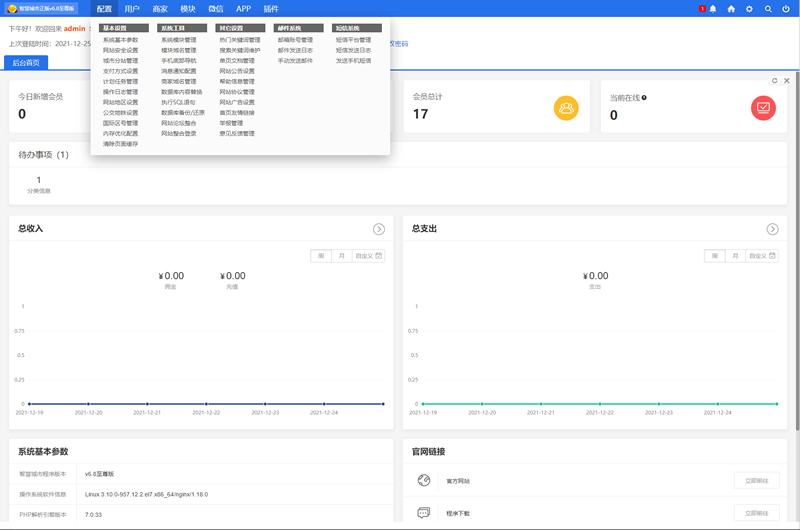 智慧城市正版v6.8至尊版 配置 用户 商家 模块 微信 APP 插件 1
下午好！欢迎回来 admin
上次登陆时间：2021-12-25 改密码
后台首页
基本设置 系统工具 其它设置 邮件系统 短信系统
系统基本参数 系统模块管理 热门关键词管理 邮箱账号管理 短信平台管理
网站安全设置 模块域名管理 搜索关键词维护 邮件发送日志 短信发送日志
城市分站管理 手机底部导航 单页文档管理 手动发送邮件 发送手机短信
支付方式设置 消息通知配置 网站公告设置
计划任务管理 商家域名管理 帮助信息管理
操作日志管理 数据库内容替换 网站协议管理
网站地区设置 执行SQL语句 网站广告设置
公交地铁设置 数据库备份/还原 首页友情链接
国际区号管理 网站论坛整合 举报管理
内存优化配置 网站整合登录 意见反馈管理
清除页面缓存
今日新增会员 会员总计 当前在线
0 17 0
待办事项（1）
1
分类信息
总收入 总支出
周 月 自定义 周 月 自定义
¥0.00 ¥0.00 ¥0.00
佣金 充值 支出
1 1
0.75 0.75
0.5 0.5
0.25 0.25
0 0
2021-12-19 2021-12-20 2021-12-21 2021-12-22 2021-12-23 2021-12-24 2021-12-19 2021-12-20 2021-12-21 2021-12-22 2021-12-23 2021-12-24
系统基本参数 官网链接
智慧城市程序版本 v6.8至尊版 官方网站 立即前往
操作系统软件信息 Linux 3.10.0-957.12.2.el7.x86_64/nginx/1.18.0
PHP解析引擎版本 7.0.33 程序下载 立即前往